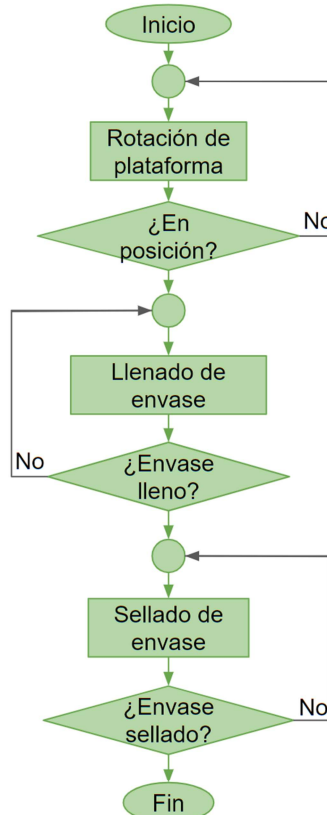 Inicio
Rotación de
plataforma
¿En
posición?
No
Llenado de
envase
¿Envase
lleno?
No
Sellado de
envase
¿Envase
sellado?
No
Fin